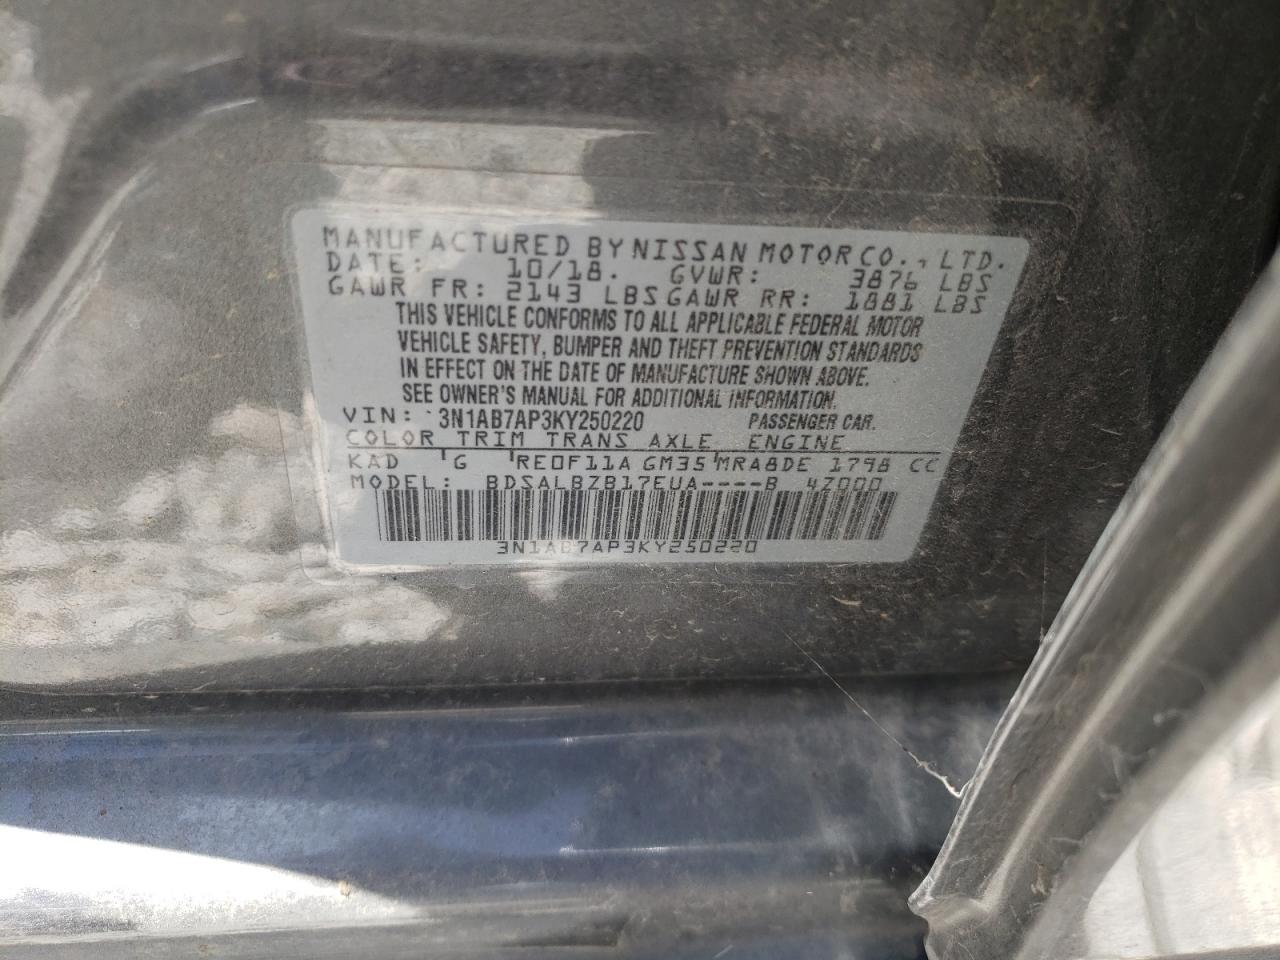 MANUFACTURED BY NISSAN MOTOR CO., LTD.
DATE: 10/18. GVWR: 3876 LBS
GAWR FR: 2143 LBS GAWR RR: 1881 LBS
THIS VEHICLE CONFORMS TO ALL APPLICABLE FEDERAL MOTOR
VEHICLE SAFETY, BUMPER AND THEFT PREVENTION STANDARDS
IN EFFECT ON THE DATE OF MANUFACTURE SHOWN ABOVE.
SEE OWNER'S MANUAL FOR ADDITIONAL INFORMATION.
VIN: 3N1AB7AP3KY250220 PASSENGER CAR.
COLOR TRIM TRANS AXLE ENGINE
KAD G RE0F11A GM35 MRA8DE 1798 CC
MODEL: BDSALBZB17EUA----B 4Z000
3N1AB7AP3KY250220